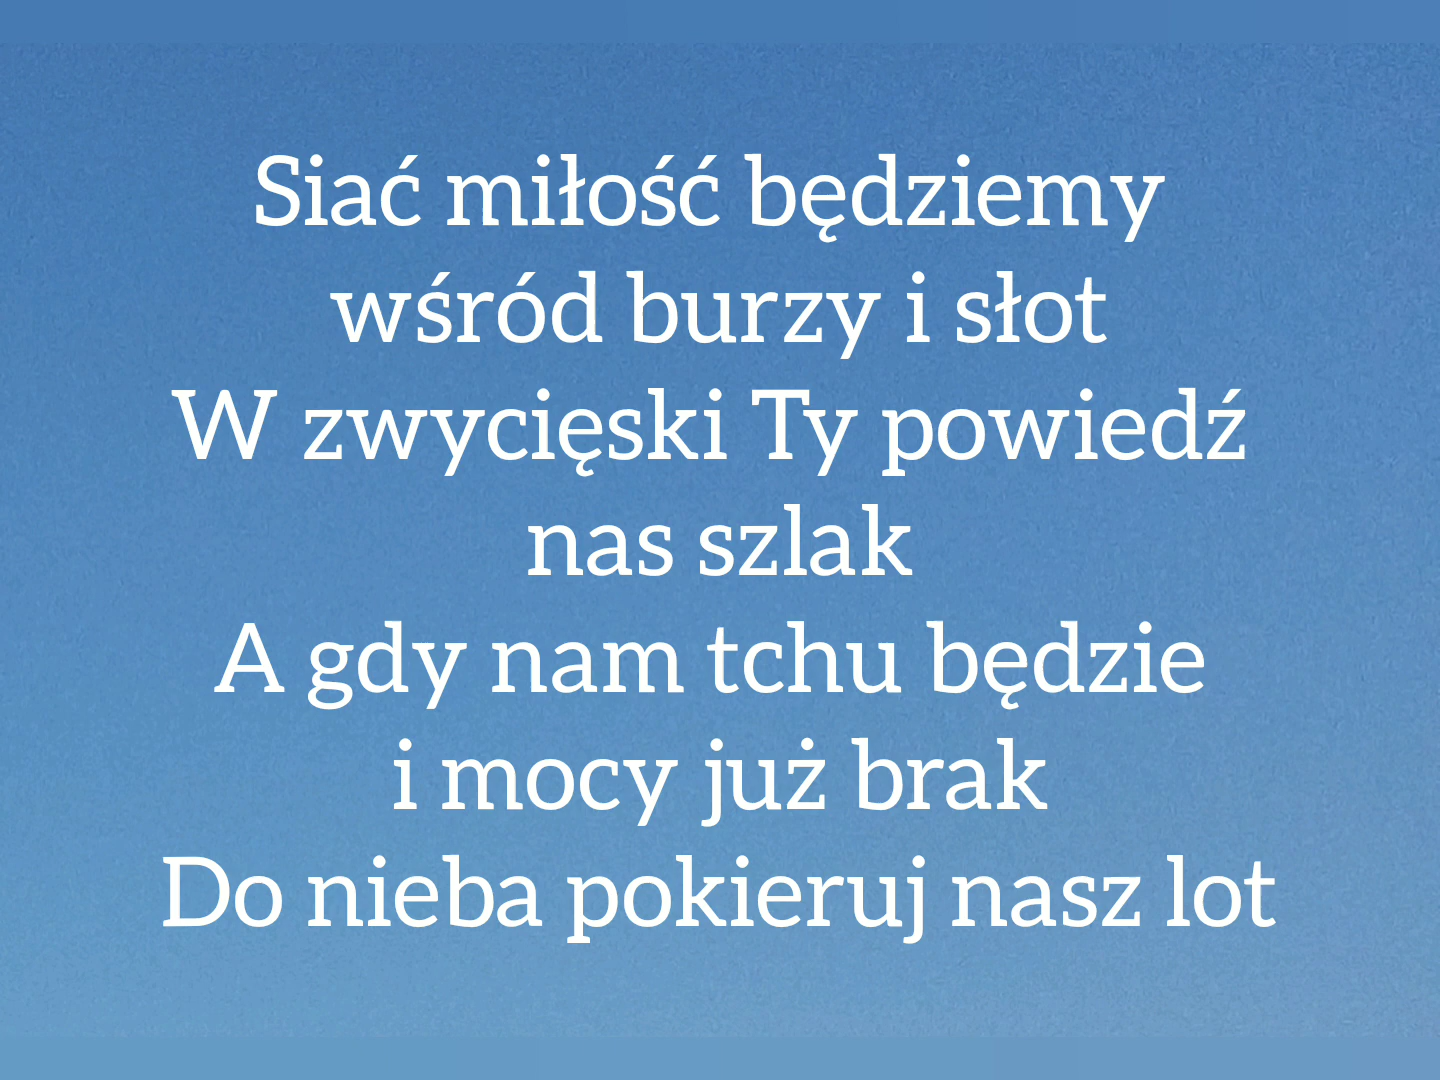 Siać miłość będziemy
wśród burzy i słot
W zwycięski Ty powiedź
nas szlak
A gdy nam tchu będzie
i mocy już brak
Do nieba pokieruj nasz lot